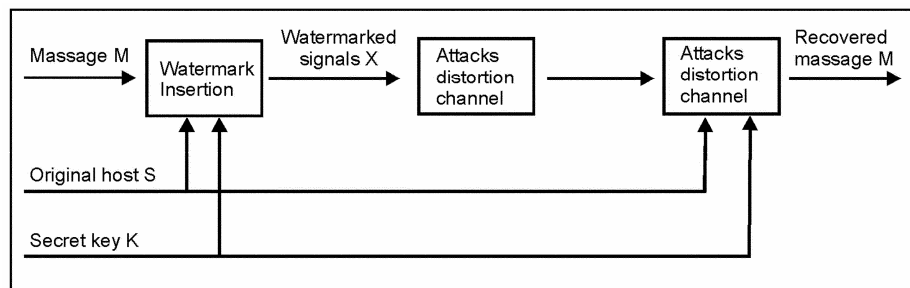 Massage M
Watermark
Insertion
Watermarked
signals X
Attacks
distortion
channel
Attacks
distortion
channel
Recovered
massage M
Original host S
Secret key K